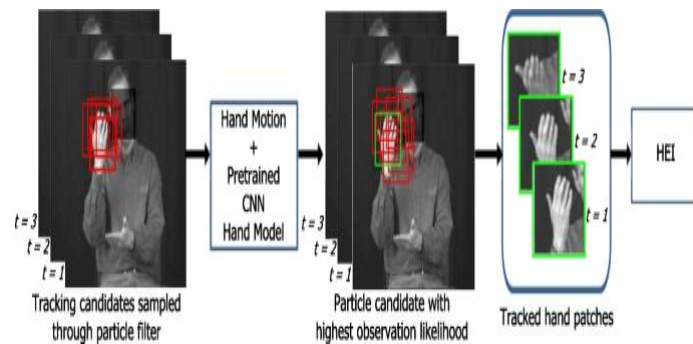 t = 3
t = 2
t = 1
Tracking candidates sampled
through particle filter
Hand Motion
+
Pretrained
CNN
Hand Model
t = 3
t = 2
t = 1
Particle candidate with
highest observation likelihood
t = 3
t = 2
t = 1
Tracked hand patches
HEI